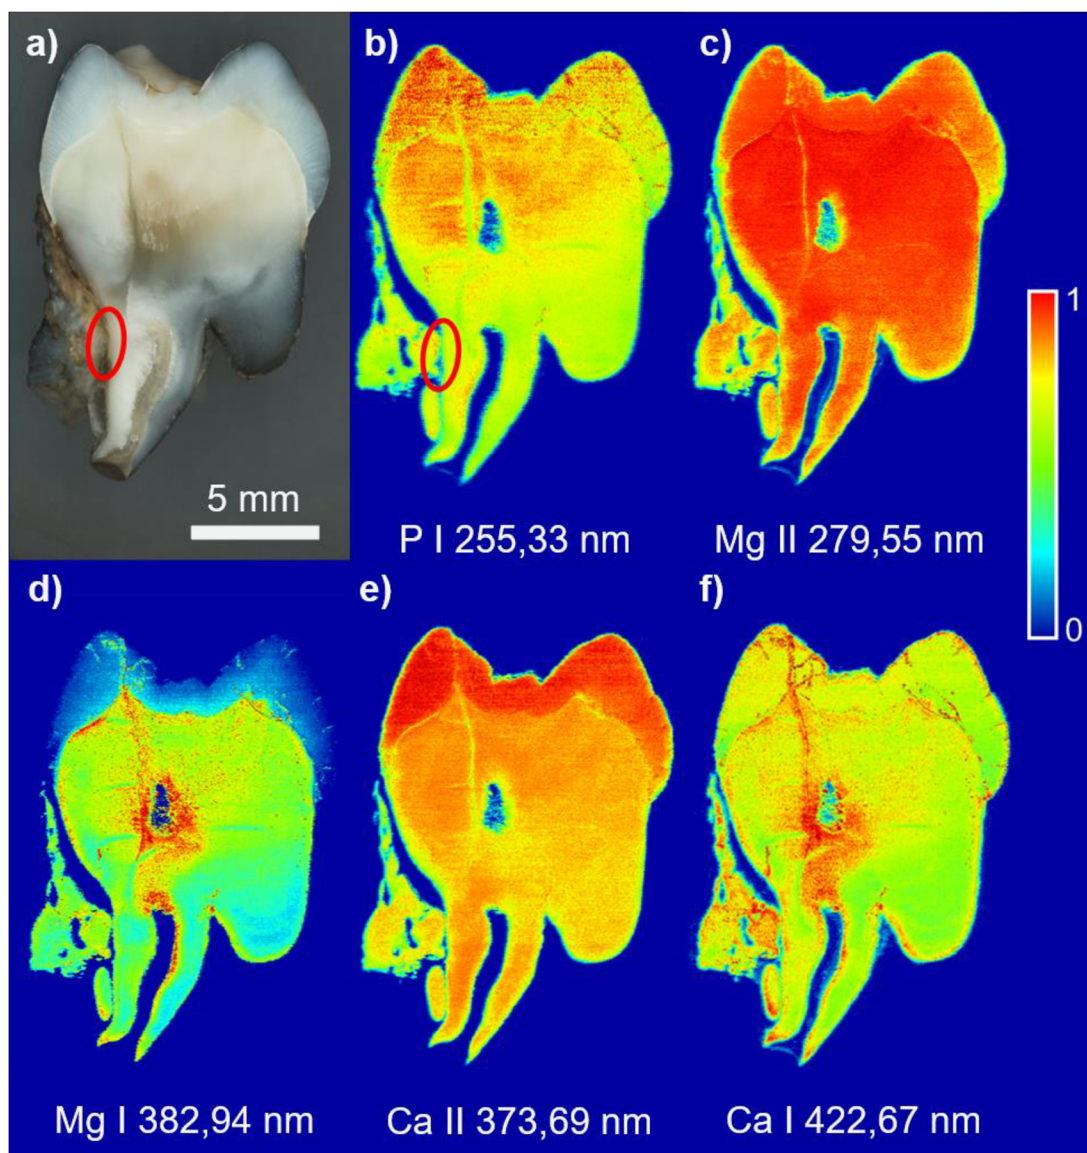 a)
b)
c)
5 mm
P I 255,33 nm
Mg II 279,55 nm
1
0
d)
e)
f)
Mg I 382,94 nm
Ca II 373,69 nm
Ca I 422,67 nm